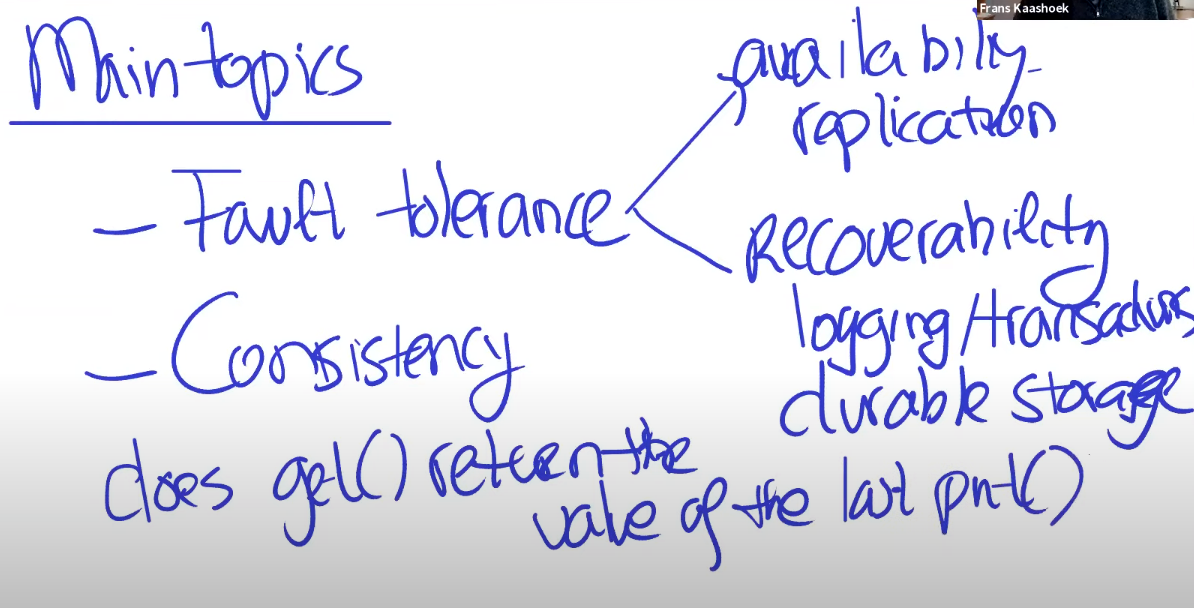 Frans Kaashoek
Main topics
availabiliy
replication
- Fault tolerance
Recoverability
logging/transactions
durable storage
- Consistency
does get() return the
value of the last put()